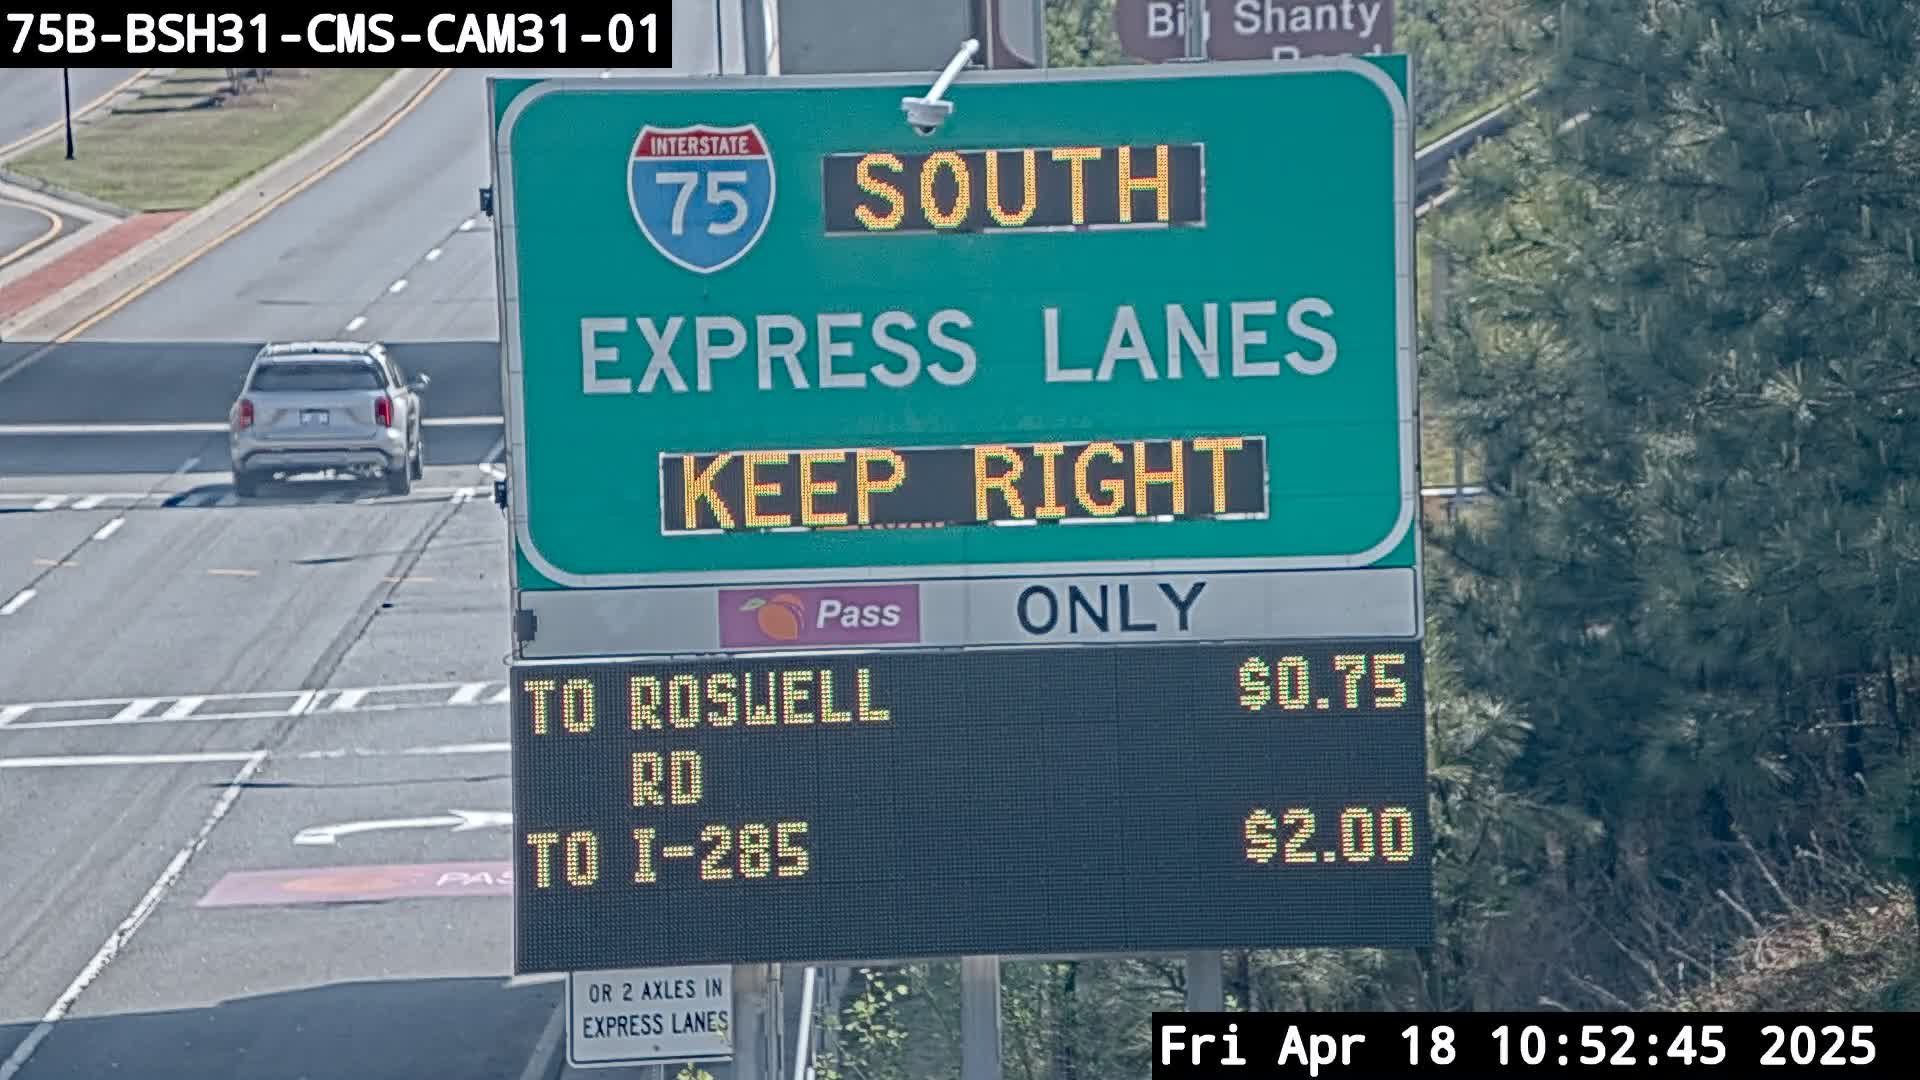 75B-BSH31-CMS-CAM31-01
Big Shanty
Road
INTERSTATE
75
SOUTH
EXPRESS LANES
KEEP RIGHT
Pass ONLY
TO ROSWELL $0.75
RD
TO I-285 $2.00
OR 2 AXLES IN
EXPRESS LANES
Fri Apr 18 10:52:45 2025